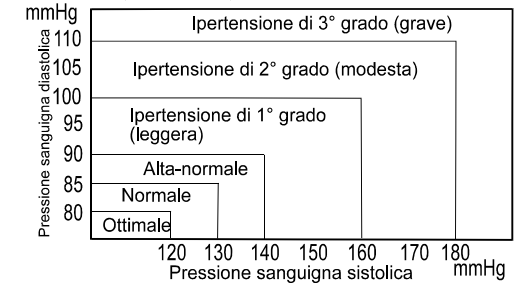 mmHg
Ipertensione di 3° grado (grave)
110
Ipertensione di 2° grado (modesta)
105
100
Ipertensione di 1° grado
(leggera)
95
90
Alta-normale
85
Normale
80
Ottimale
Pressione sanguigna diastolica
120 130 140 150 160 170 180
mmHg
Pressione sanguigna sistolica